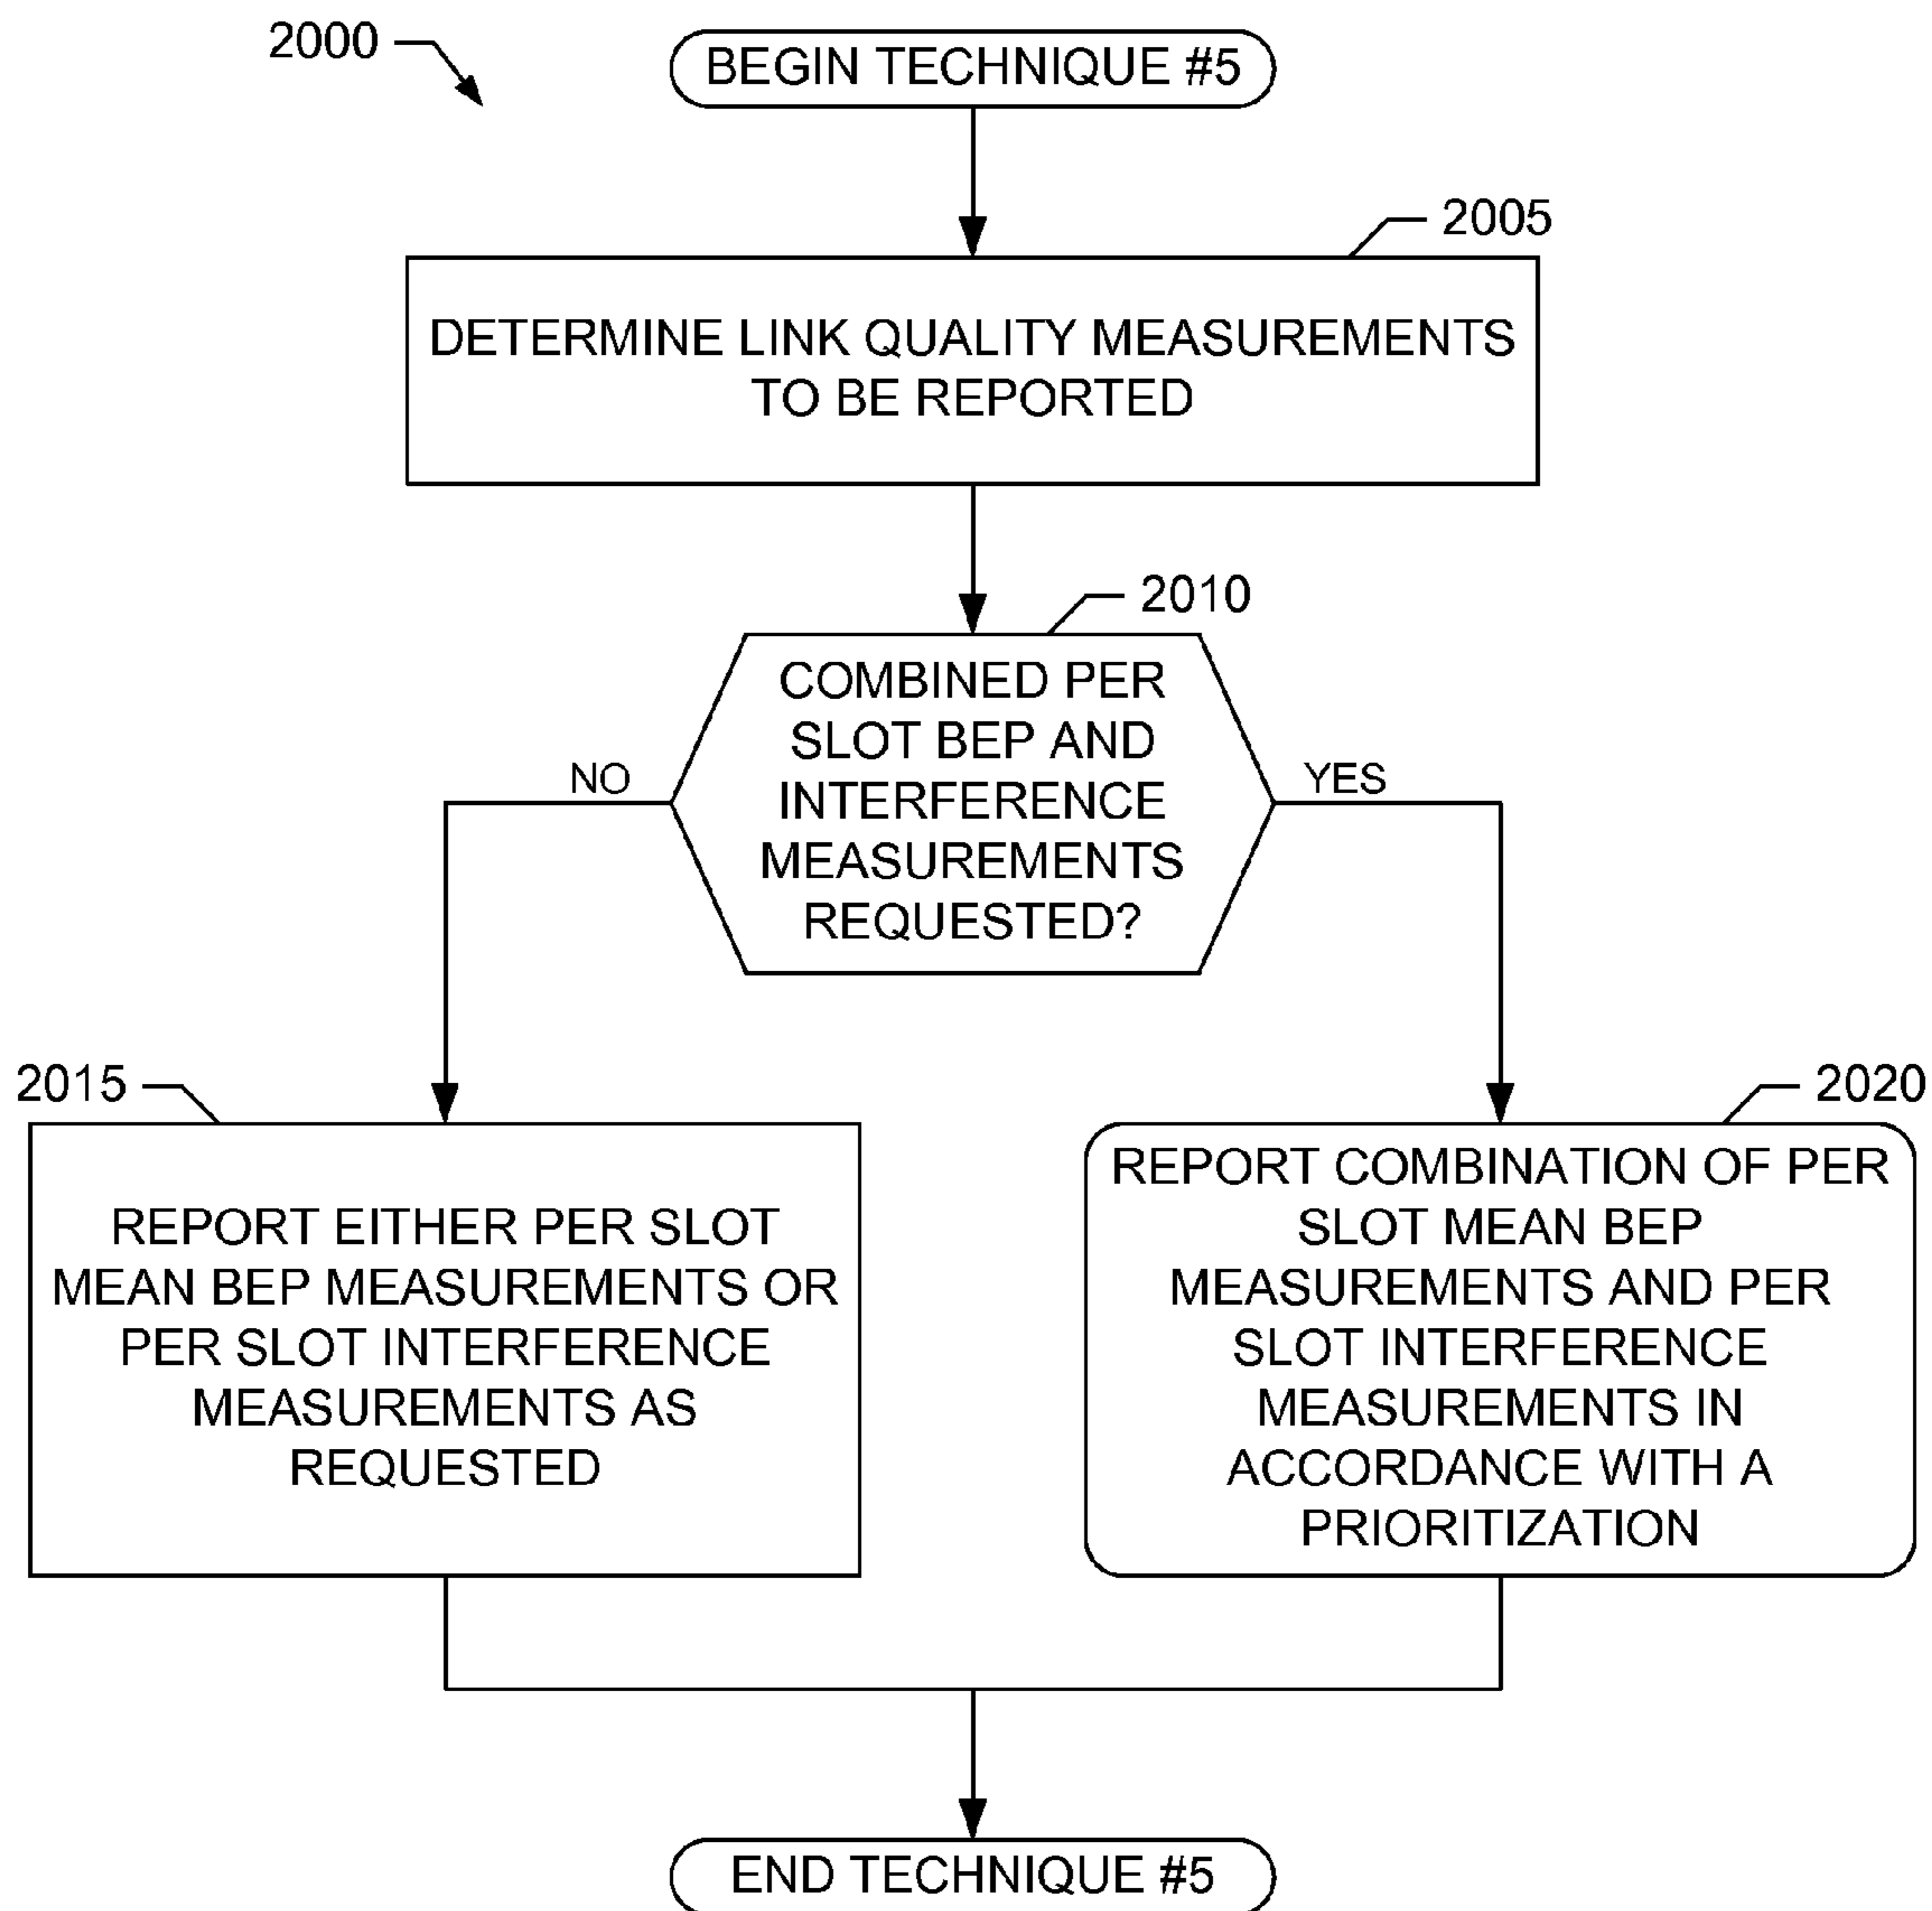 2000
BEGIN TECHNIQUE #5
2005
DETERMINE LINK QUALITY MEASUREMENTS
TO BE REPORTED
2010
COMBINED PER
SLOT BEP AND
INTERFERENCE
MEASUREMENTS
REQUESTED?
NO
YES
2015
REPORT EITHER PER SLOT
MEAN BEP MEASUREMENTS OR
PER SLOT INTERFERENCE
MEASUREMENTS AS
REQUESTED
2020
REPORT COMBINATION OF PER
SLOT MEAN BEP
MEASUREMENTS AND PER
SLOT INTERFERENCE
MEASUREMENTS IN
ACCORDANCE WITH A
PRIORITIZATION
END TECHNIQUE #5